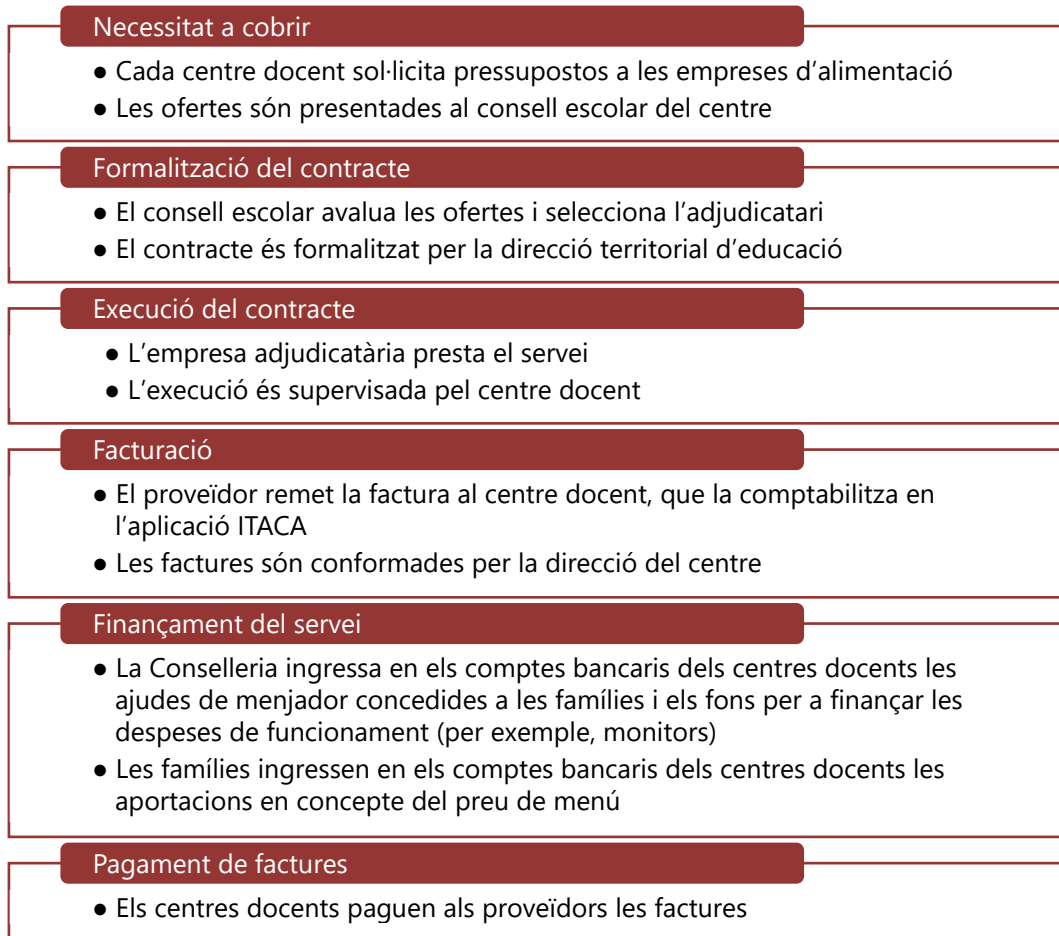 Necessitat a cobrir
● Cada centre docent sol·licita pressupostos a les empreses d’alimentació
● Les ofertes són presentades al consell escolar del centre
Formalització del contracte
● El consell escolar avalua les ofertes i selecciona l’adjudicatari
● El contracte és formalitzat per la direcció territorial d’educació
Execució del contracte
● L’empresa adjudicatària presta el servei
● L’execució és supervisada pel centre docent
Facturació
● El proveïdor remet la factura al centre docent, que la comptabilitza en
l’aplicació ITACA
● Les factures són conformades per la direcció del centre
Finançament del servei
● La Conselleria ingressa en els comptes bancaris dels centres docents les
ajudes de menjador concedides a les famílies i els fons per a finançar les
despeses de funcionament (per exemple, monitors)
● Les famílies ingressen en els comptes bancaris dels centres docents les
aportacions en concepte del preu de menú
Pagament de factures
● Els centres docents paguen als proveïdors les factures